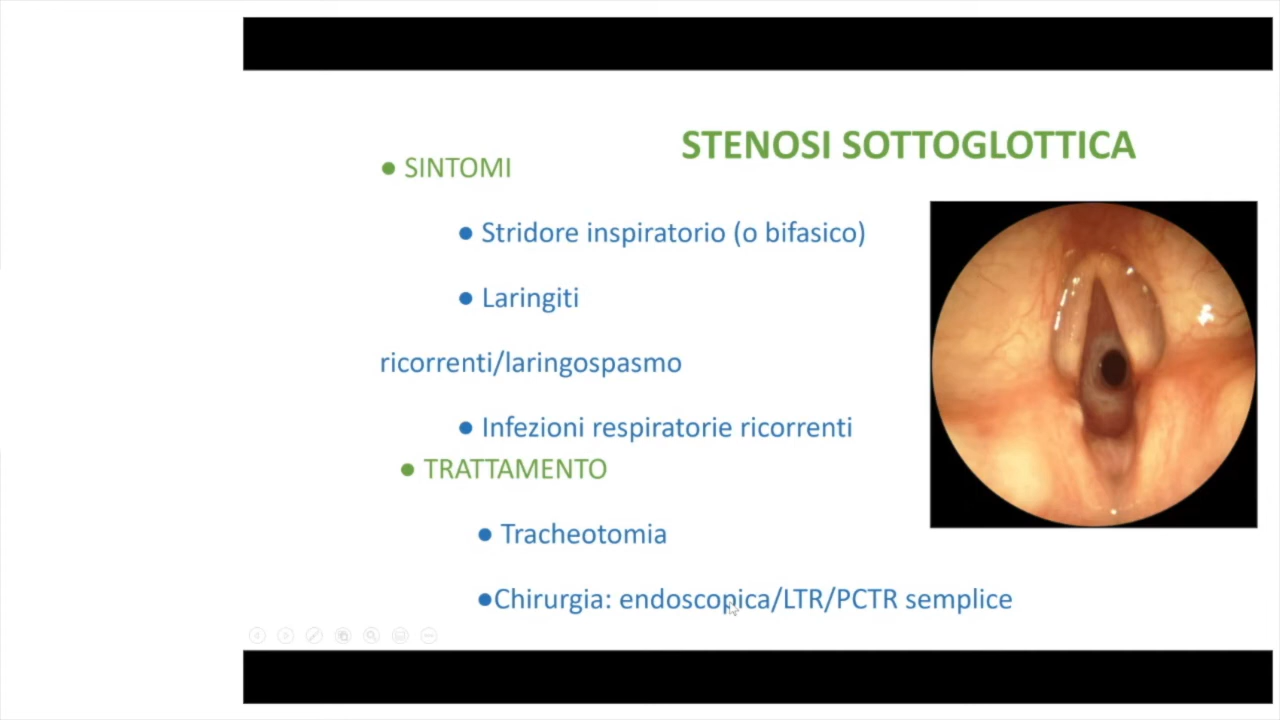 STENOSI SOTTOGLOTTICA
● SINTOMI
● Stridore inspiratorio (o bifasico)
● Laringiti
ricorrenti/laringospasmo
● Infezioni respiratorie ricorrenti
● TRATTAMENTO
● Tracheotomia
●Chirurgia: endoscopica/LTR/PCTR semplice